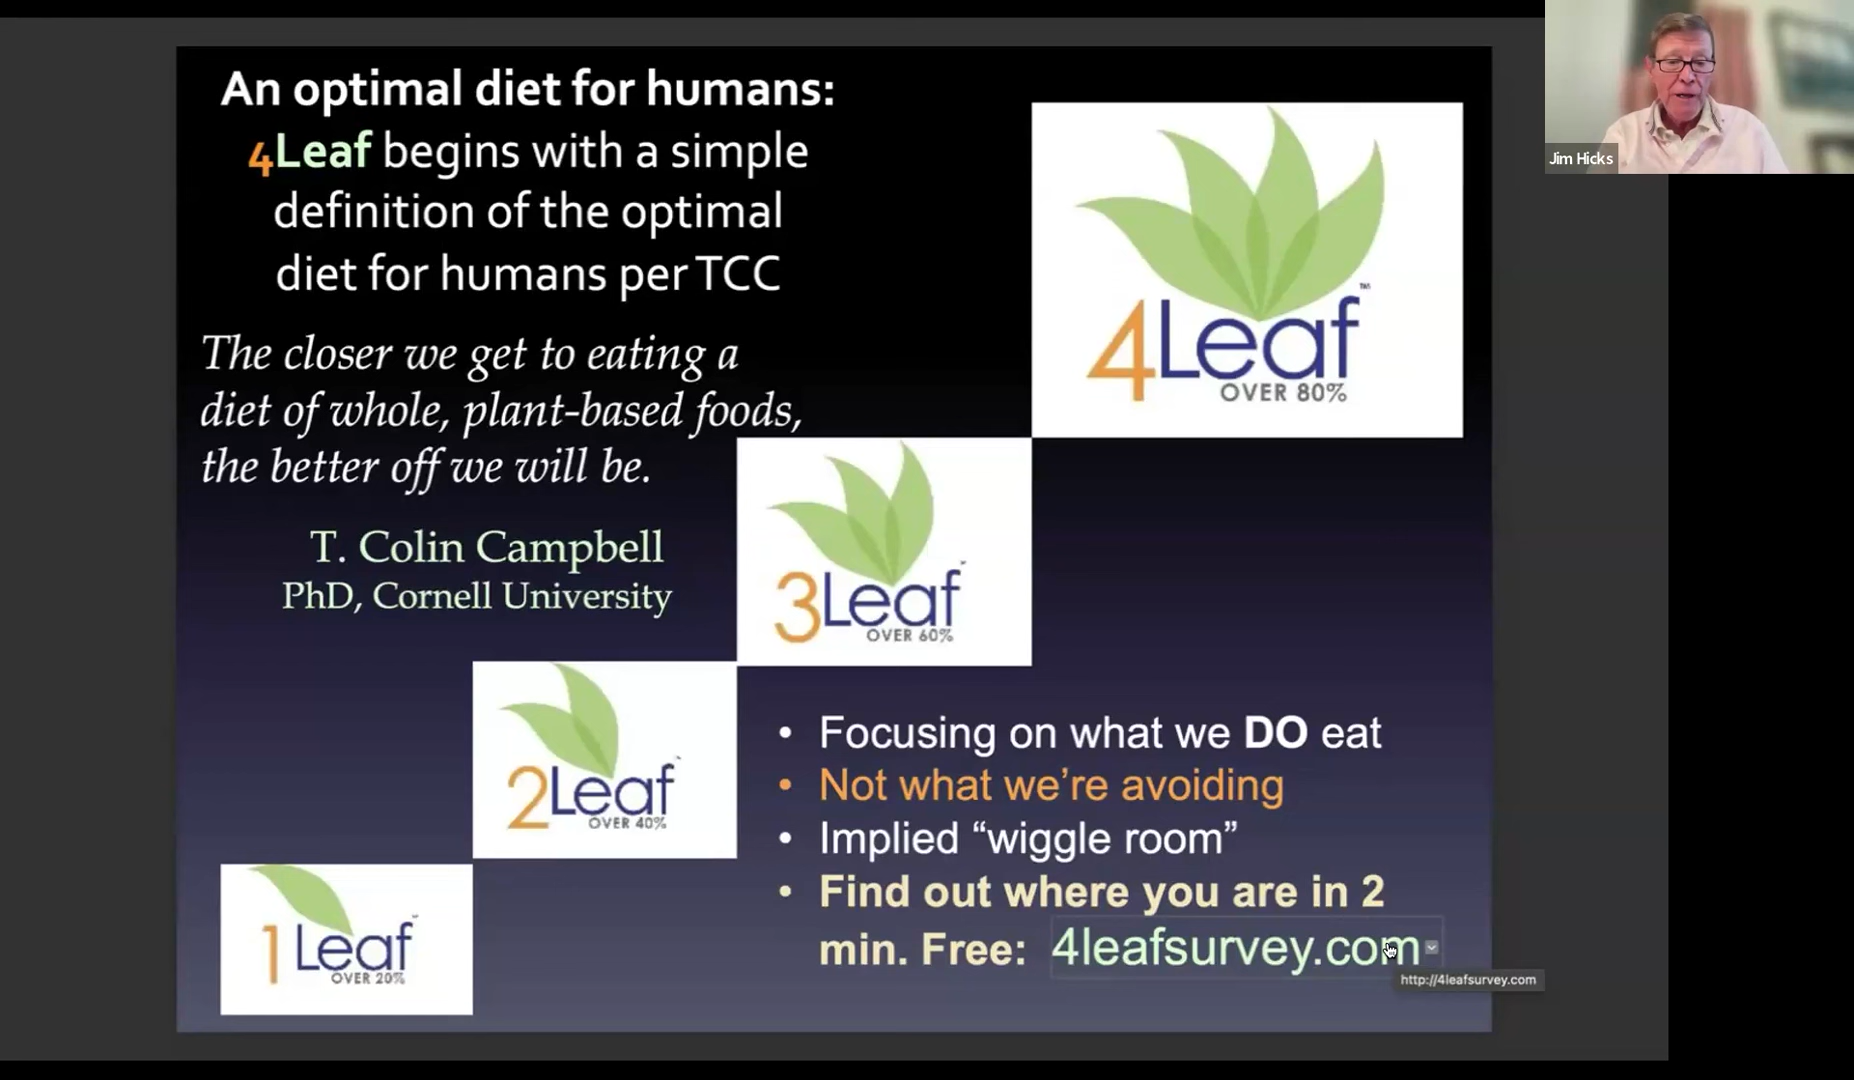 An optimal diet for humans:
4Leaf begins with a simple
definition of the optimal
diet for humans per TCC
The closer we get to eating a
diet of whole, plant-based foods,
the better off we will be.
T. Colin Campbell
PhD, Cornell University
4Leaf™
OVER 80%
3Leaf
OVER 60%
2Leaf
OVER 40%
1Leaf
OVER 20%
• Focusing on what we DO eat
• Not what we're avoiding
• Implied “wiggle room”
• Find out where you are in 2
min. Free: 4leafsurvey.com
http://4leafsurvey.com
Jim Hicks